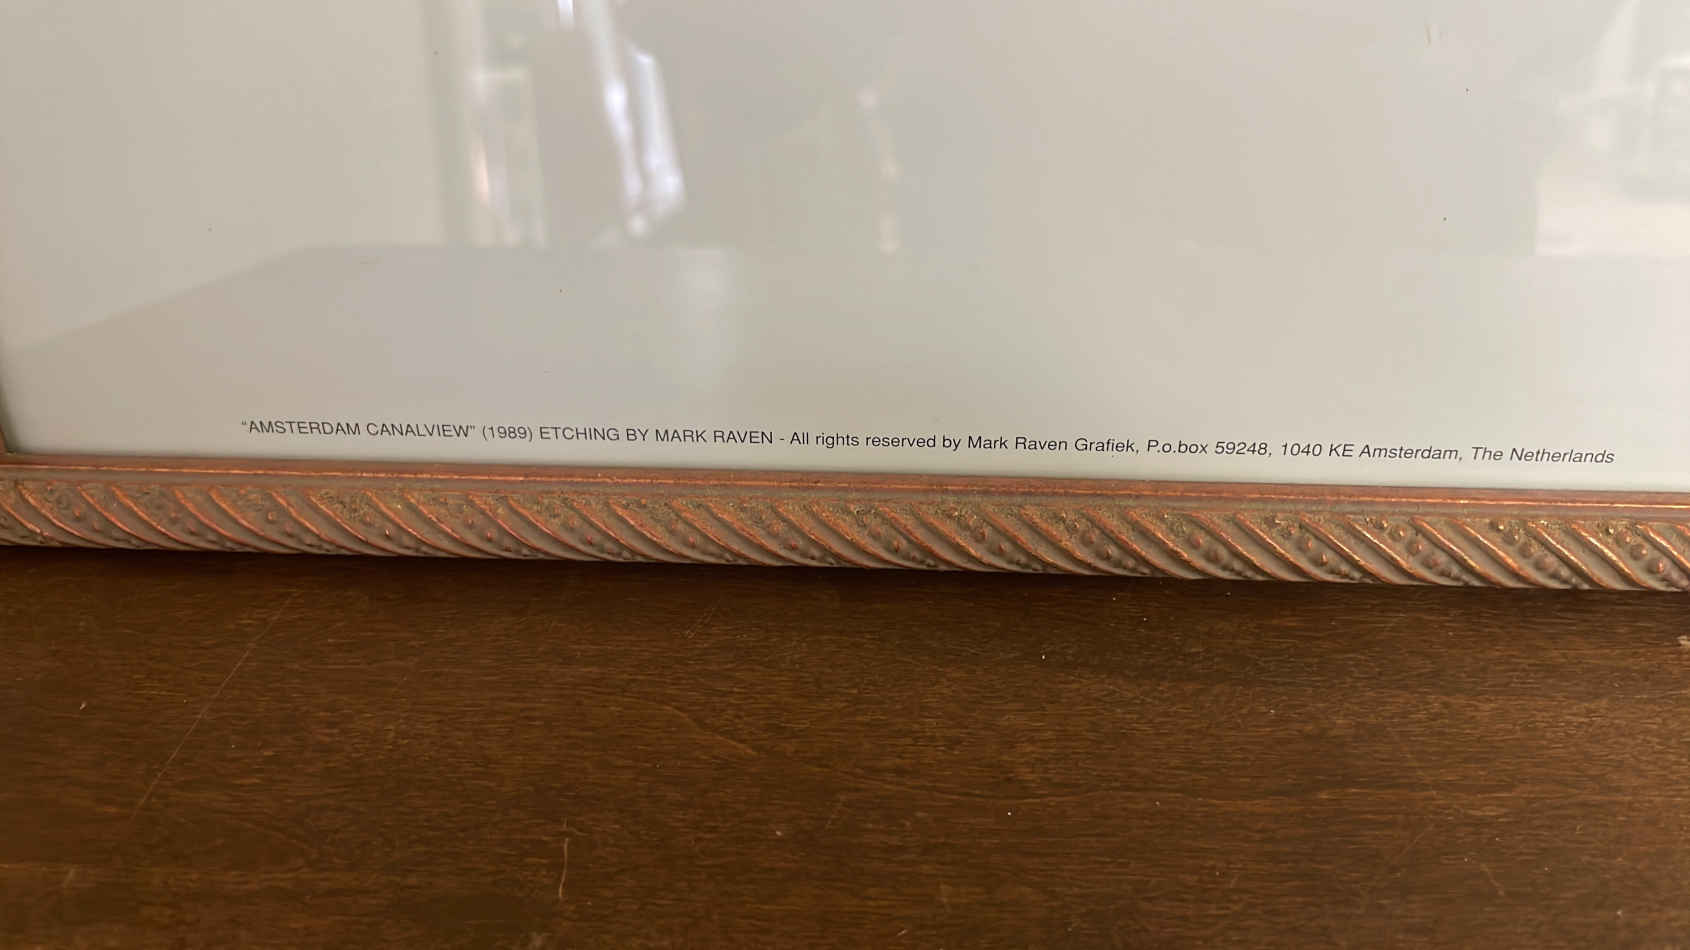 “AMSTERDAM CANALVIEW” (1989) ETCHING BY MARK RAVEN - All rights reserved by Mark Raven Grafiek, P.o.box 59248, 1040 KE Amsterdam, The Netherlands